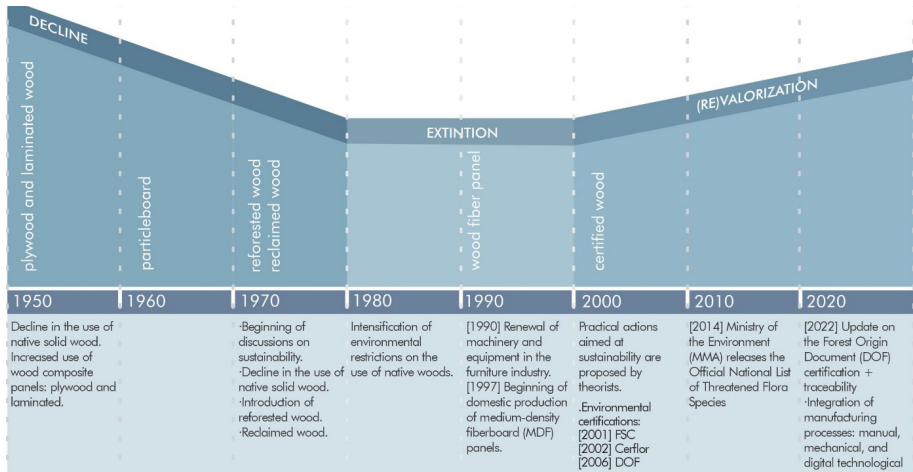 DECLINE
EXTINTION
(RE)VALORIZATION
plywood and laminated wood
particleboard
reforested wood
reclaimed wood
wood fiber panel
certified wood
1950
1960
1970
1980
1990
2000
2010
2020
Decline in the use of
native solid wood.
Increased use of
wood composite
panels: plywood and
laminated.
·Beginning of
discussions on
sustainability.
·Decline in the use of
native solid wood.
·Introduction of
reforested wood.
·Reclaimed wood.
Intensification of
environmental
restrictions on the
use of native woods.
[1990] Renewal of
machinery and
equipment in the
furniture industry.
[1997] Beginning of
domestic production
of medium-density
fiberboard (MDF)
panels.
Practical actions
aimed at
sustainability are
proposed by
theorists.
.Environmental
certifications:
[2001] FSC
[2002] Cerflor
[2006] DOF
[2014] Ministry of
the Environment (MMA)
releases the
Official National List
of Threatened Flora
Species
[2022] Update on
the Forest Origin
Document (DOF)
certification +
traceability
·Integration of
manufacturing
processes: manual,
mechanical, and
digital technological